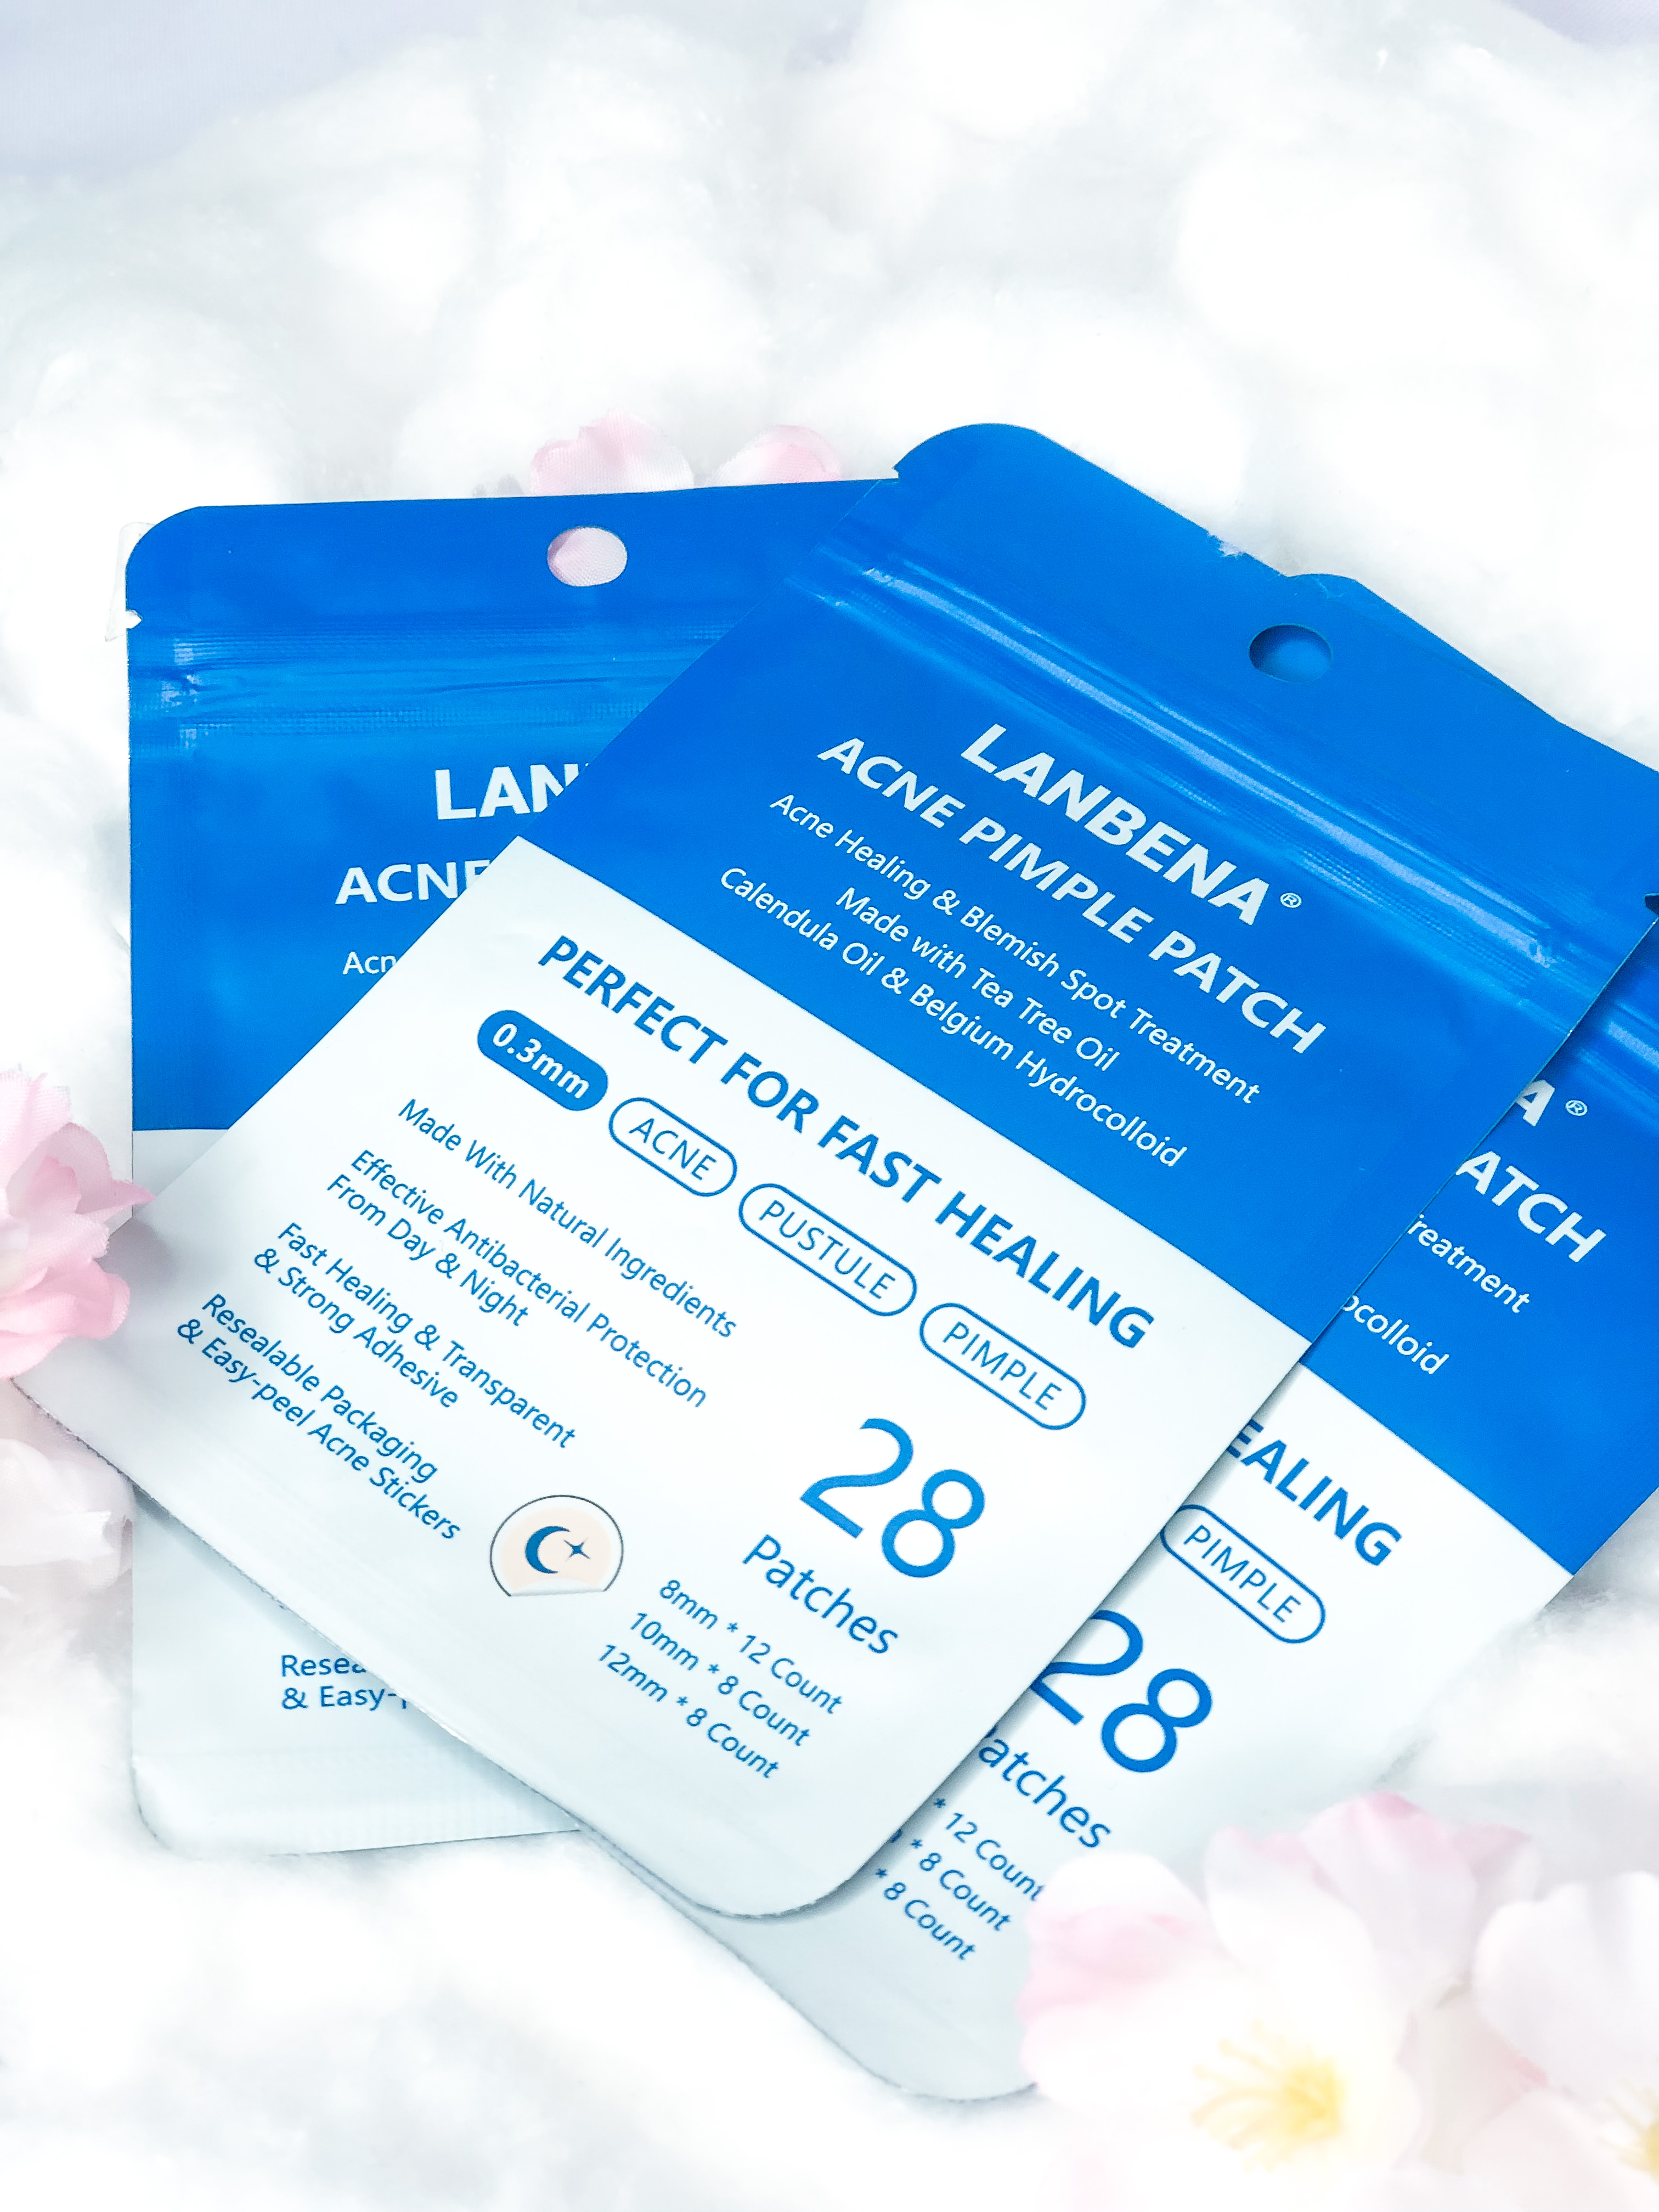 LANBENA®
ACNE PIMPLE PATCH
Acne Healing & Blemish Spot Treatment
Made with Tea Tree Oil
Calendula Oil & Belgium Hydrocolloid
PERFECT FOR FAST HEALING
0.3mm ACNE PUSTULE PIMPLE
Made With Natural Ingredients
Effective Antibacterial Protection
From Day & Night
Fast Healing & Transparent
& Strong Adhesive
Resealable Packaging
& Easy-peel Acne Stickers
28
Patches
8mm * 12 Count
10mm * 8 Count
12mm * 8 Count
LAN
ACNE
Acn
Resea
& Easy-
A®
ATCH
reatment
ocolloid
EALING
PIMPLE
28
atches
* 12 Count
* 8 Count
* 8 Count